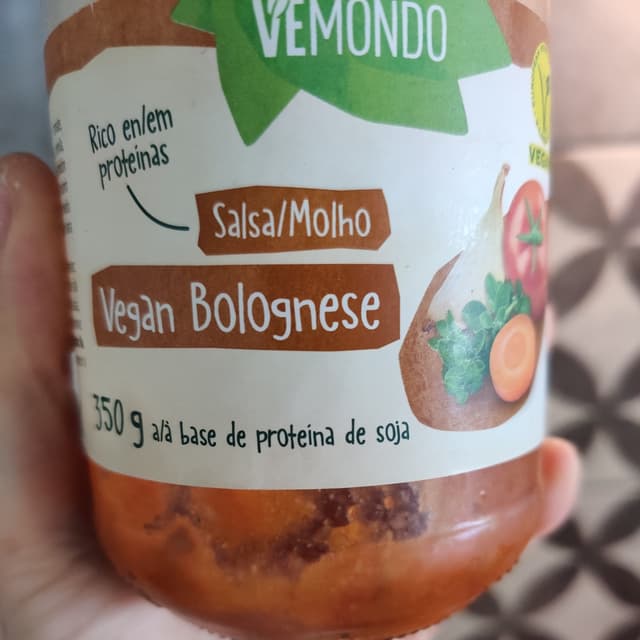 VEMONDO
Rico en/em
proteínas
Salsa/Molho
Vegan Bolognese
350 g a/à base de proteína de soja